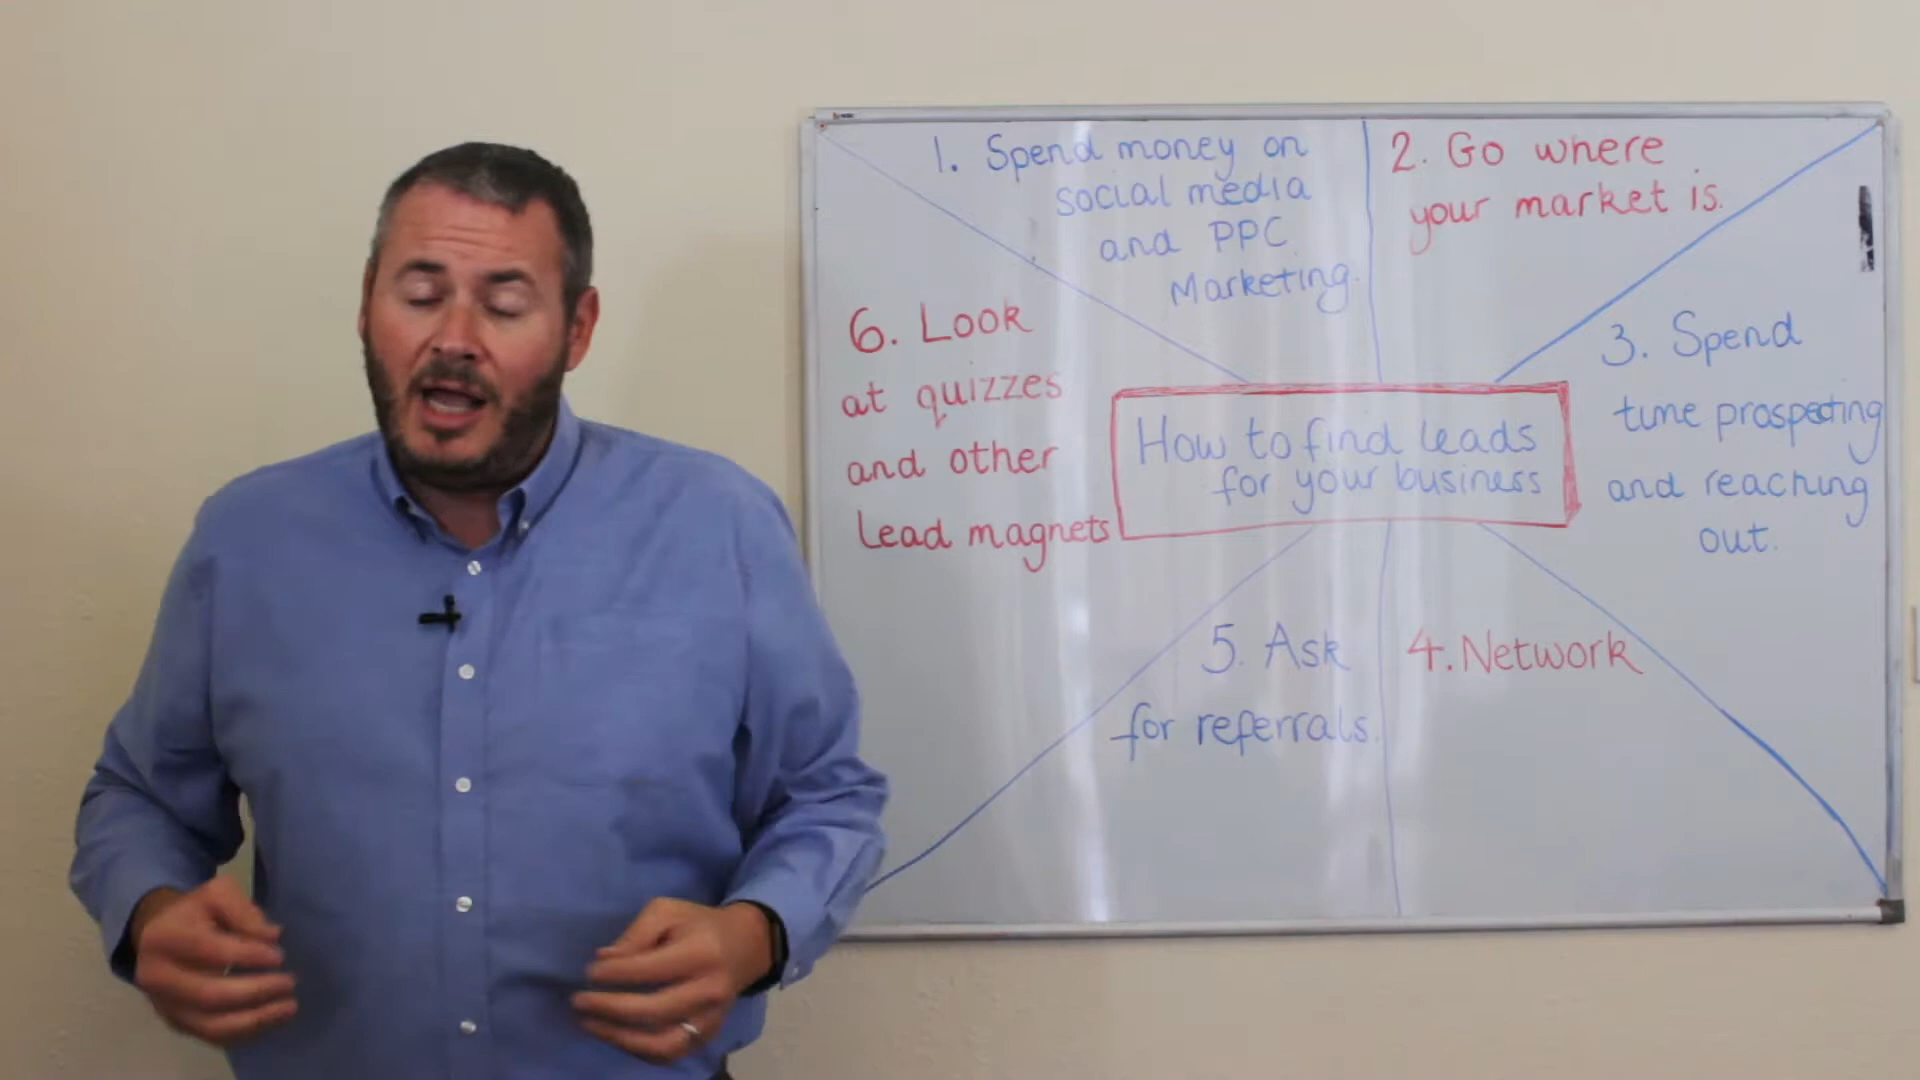 1. Spend money on
social media
and PPC
Marketing.
2. Go where
your market is.
3. Spend
time prospecting
and reaching
out.
4. Network
5. Ask
for referrals.
6. Look
at quizzes
and other
lead magnets
How to find leads
for your business